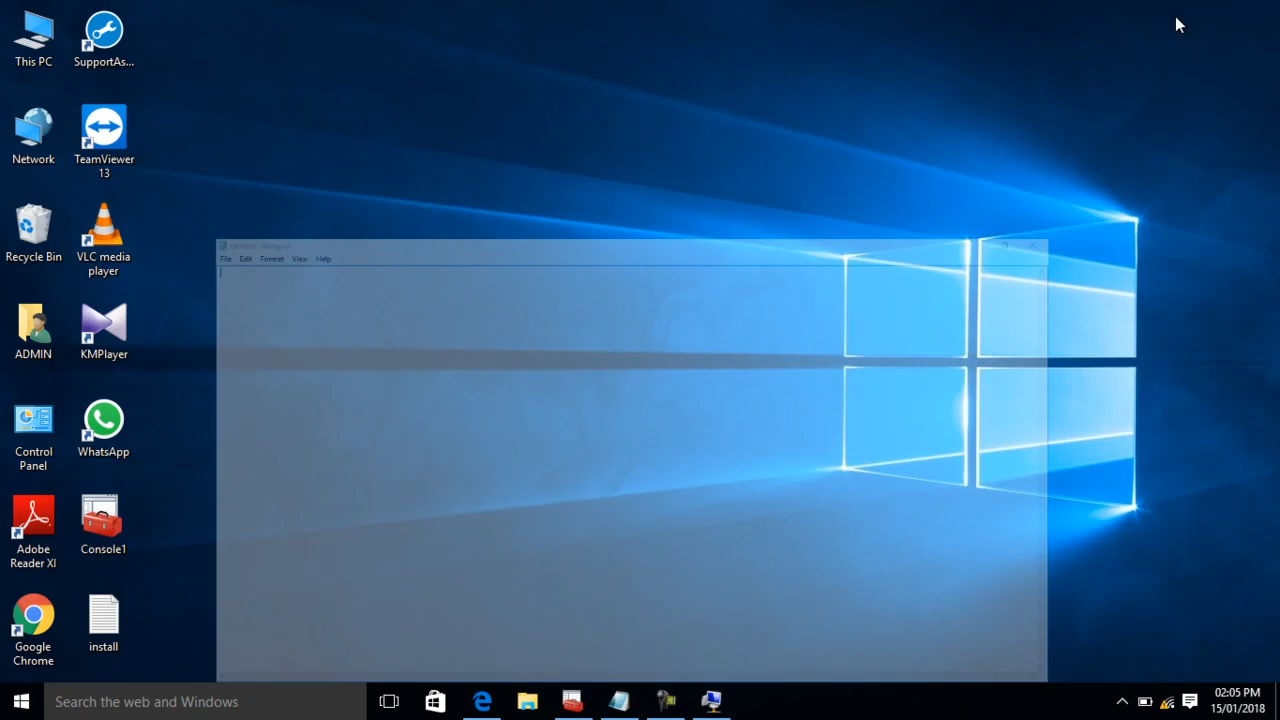 This PC
SupportAs...
Network
TeamViewer
13
Recycle Bin
VLC media
player
ADMIN
KMPlayer
Control
Panel
WhatsApp
Adobe
Reader XI
Console1
Google
Chrome
install
Untitled - Notepad
File Edit Format View Help
Search the web and Windows
02:05 PM
15/01/2018